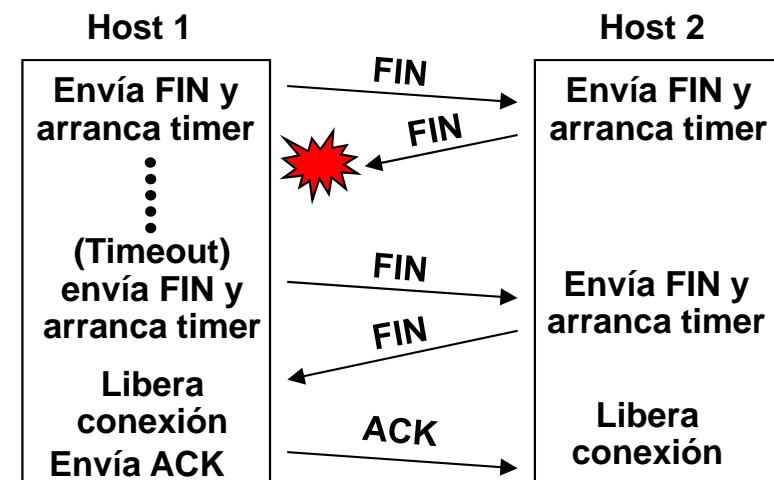 Host 1
Host 2
Envía FIN y
arranca timer
FIN
Envía FIN y
arranca timer
FIN
(Timeout)
envía FIN y
arranca timer
FIN
Envía FIN y
arranca timer
FIN
Libera
conexión
Envía ACK
ACK
Libera
conexión